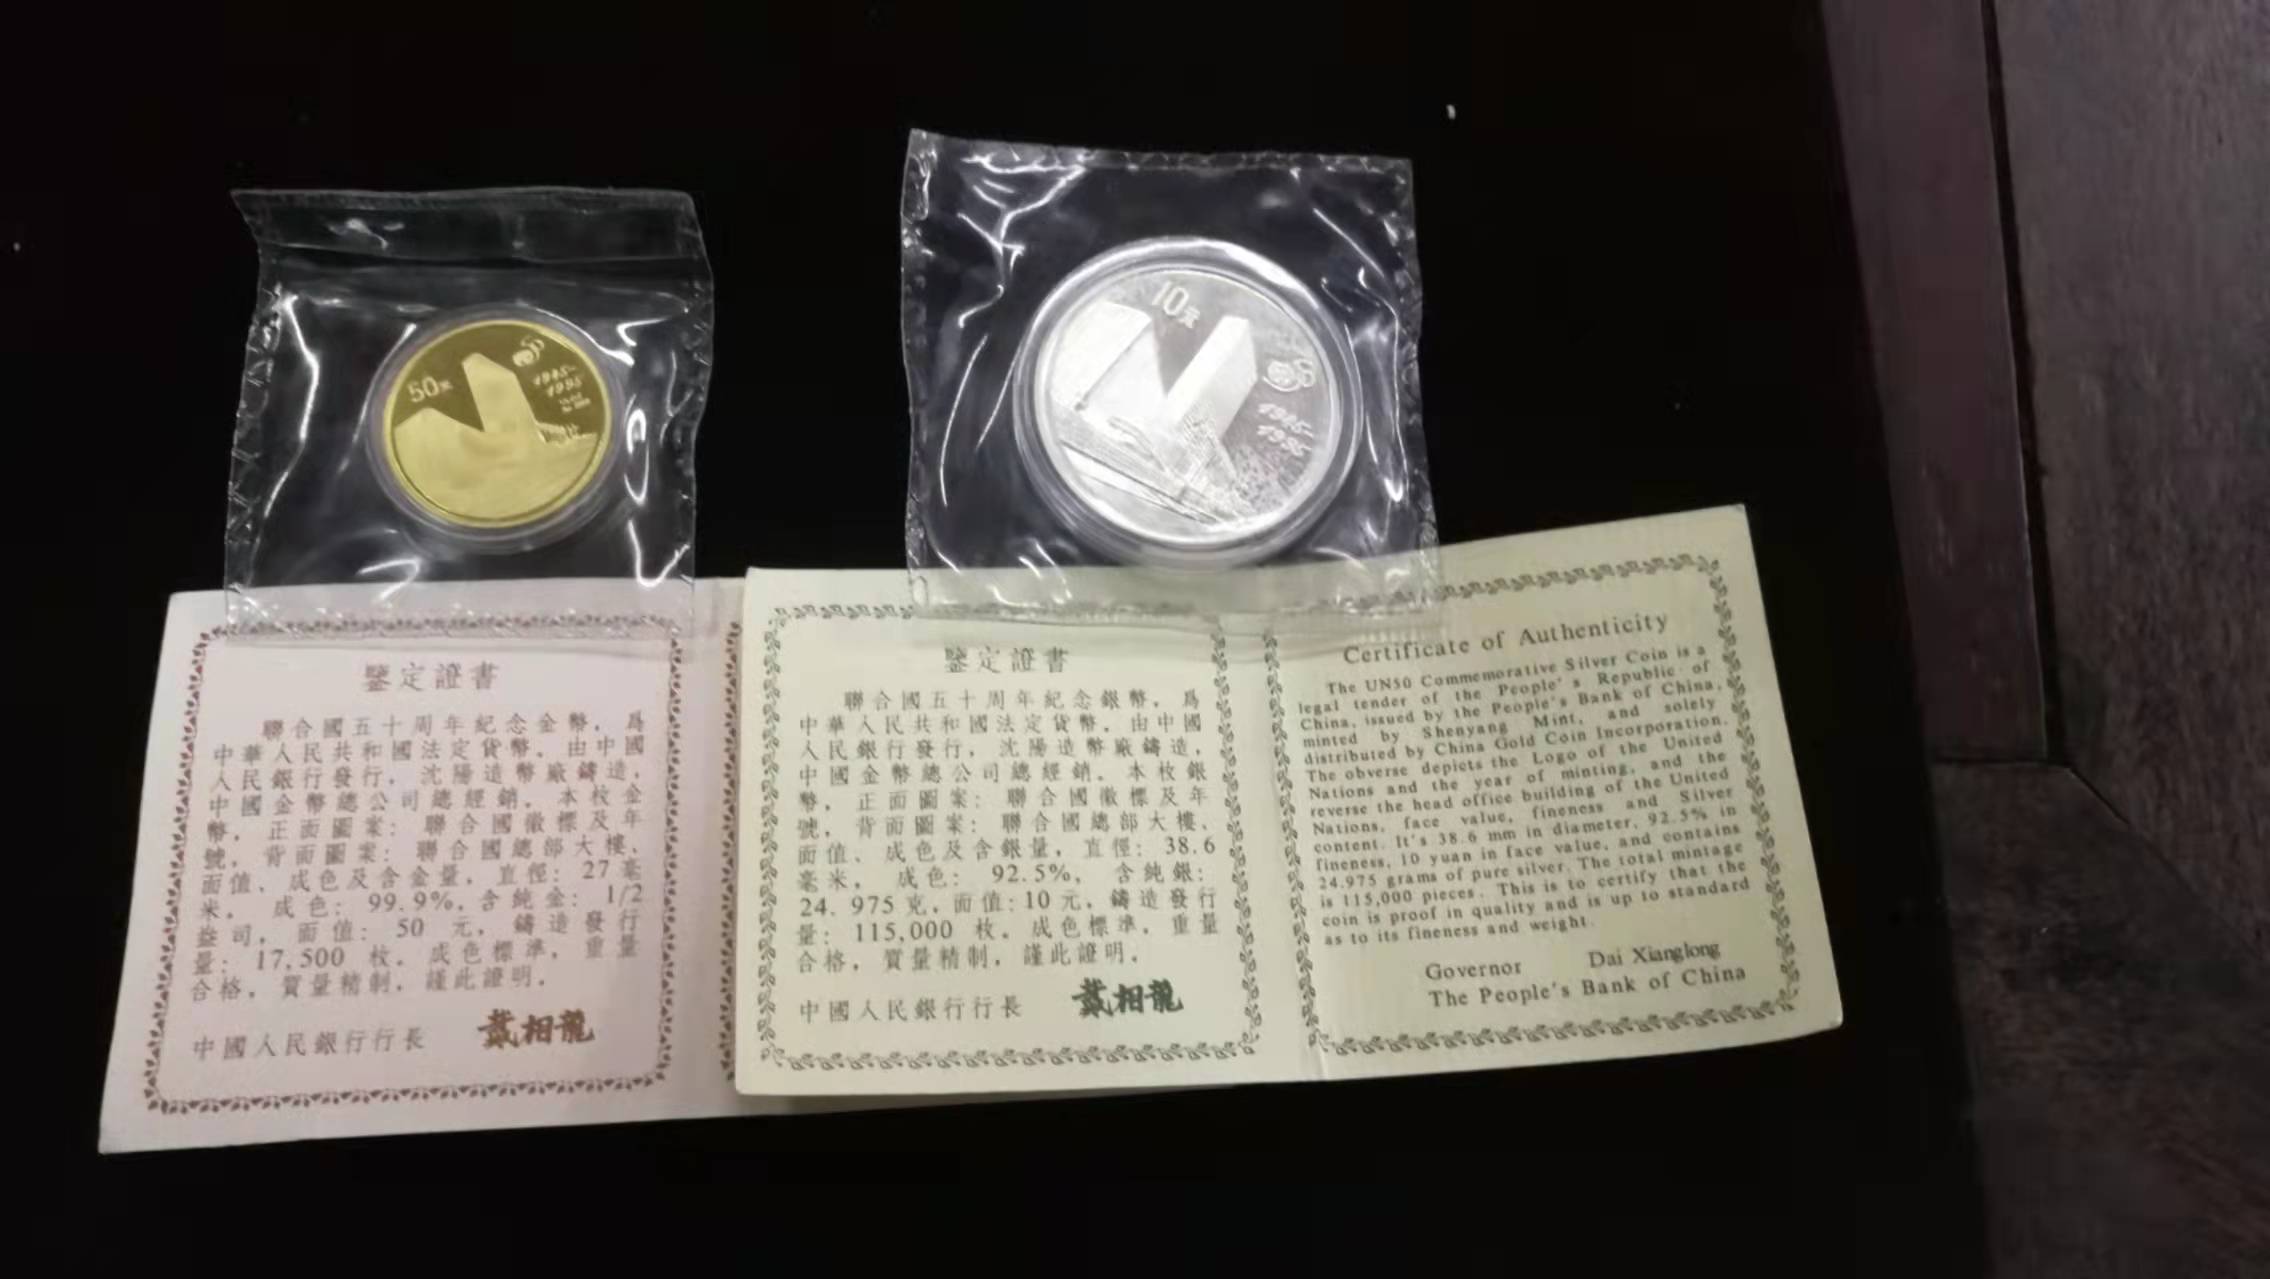 50元
1945-
1995
10元
1945-
1995
鑒定證書
聯合國五十周年紀念金幣，爲
中華人民共和國法定貨幣。由中國
人民銀行發行，沈陽造幣廠鑄造，
中國金幣總公司總經銷。本枚金
幣，正面圖案：聯合國徽標及年
號，背面圖案：聯合國總部大樓、
面值、成色及含金量，直徑：27毫
米，成色：99.9%，含純金：1/2
盎司，面值：50 元，鑄造發行
量：17,500 枚。成色標準，重量
合格，質量精制，謹此證明。
中國人民銀行行長 戴相龍
鑒定證書
聯合國五十周年紀念銀幣，爲
中華人民共和國法定貨幣。由中國
人民銀行發行，沈陽造幣廠鑄造，
中國金幣總公司總經銷。本枚銀
幣，正面圖案：聯合國徽標及年
號，背面圖案：聯合國總部大樓、
面值、成色及含銀量，直徑：38.6
毫米，成色：92.5%，含純銀：
24.975克，面值：10元，鑄造發行
量：115,000 枚。成色標準，重量
合格，質量精制，謹此證明。
中國人民銀行行長 戴相龍
Certificate of Authenticity
The UN50 Commemorative Silver Coin is a
legal tender of the People's Republic of
China, issued by the People's Bank of China,
minted by Shenyang Mint, and solely
distributed by China Gold Coin Incorporation.
The obverse depicts the Logo of the United
Nations and the year of minting, and the
reverse the head office building of the United
Nations, face value, fineness and Silver
content. It's 38.6 mm in diameter, 92.5% in
fineness, 10 yuan in face value, and contains
24.975 grams of pure silver. The total mintage
is 115,000 pieces. This is to certify that the
coin is proof in quality and is up to standard
as to its fineness and weight.
Governor Dai Xianglong
The People's Bank of China